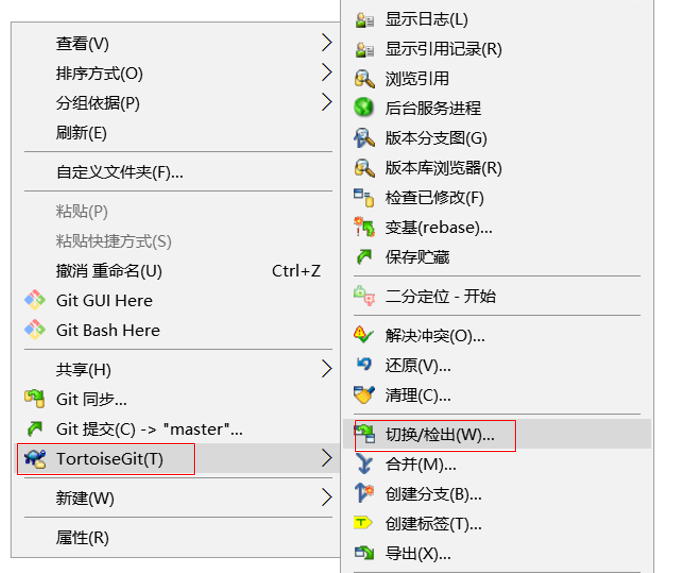 查看(V)
排序方式(O)
分组依据(P)
刷新(E)
自定义文件夹(F)...
粘贴(P)
粘贴快捷方式(S)
撤消 重命名(U) Ctrl+Z
Git GUI Here
Git Bash Here
共享(H)
Git 同步...
Git 提交(C) -> "master"...
TortoiseGit(T)
新建(W)
属性(R)
显示日志(L)
显示引用记录(R)
浏览引用
后台服务进程
版本分支图(G)
版本库浏览器(R)
检查已修改(F)
变基(rebase)...
保存贮藏
二分定位 - 开始
解决冲突(O)...
还原(V)...
清理(C)...
切换/检出(W)...
合并(M)...
创建分支(B)...
创建标签(T)...
导出(X)...